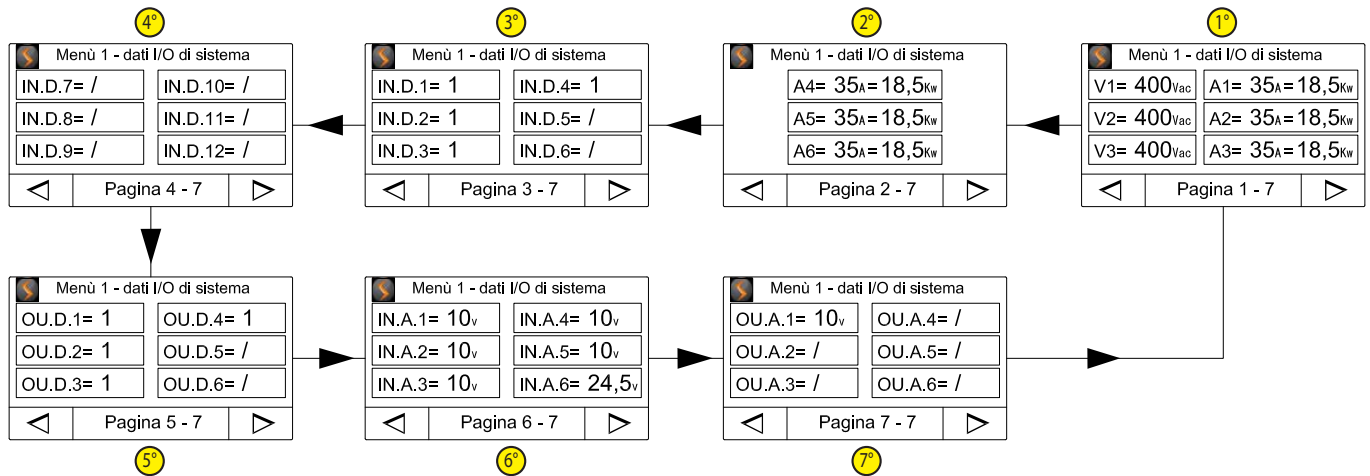 4°
3°
2°
1°
Menù 1 - dati I/O di sistema
IN.D.7= / IN.D.10= /
IN.D.8= / IN.D.11= /
IN.D.9= / IN.D.12= /
Pagina 4 - 7
Menù 1 - dati I/O di sistema
IN.D.1= 1 IN.D.4= 1
IN.D.2= 1 IN.D.5= /
IN.D.3= 1 IN.D.6= /
Pagina 3 - 7
Menù 1 - dati I/O di sistema
A4= 35A=18,5Kw
A5= 35A=18,5Kw
A6= 35A=18,5Kw
Pagina 2 - 7
Menù 1 - dati I/O di sistema
V1= 400Vac A1= 35A=18,5Kw
V2= 400Vac A2= 35A=18,5Kw
V3= 400Vac A3= 35A=18,5Kw
Pagina 1 - 7
Menù 1 - dati I/O di sistema
OU.D.1= 1 OU.D.4= 1
OU.D.2= 1 OU.D.5= /
OU.D.3= 1 OU.D.6= /
Pagina 5 - 7
Menù 1 - dati I/O di sistema
IN.A.1= 10v IN.A.4= 10v
IN.A.2= 10v IN.A.5= 10v
IN.A.3= 10v IN.A.6= 24,5v
Pagina 6 - 7
Menù 1 - dati I/O di sistema
OU.A.1= 10v OU.A.4= /
OU.A.2= / OU.A.5= /
OU.A.3= / OU.A.6= /
Pagina 7 - 7
5°
6°
7°